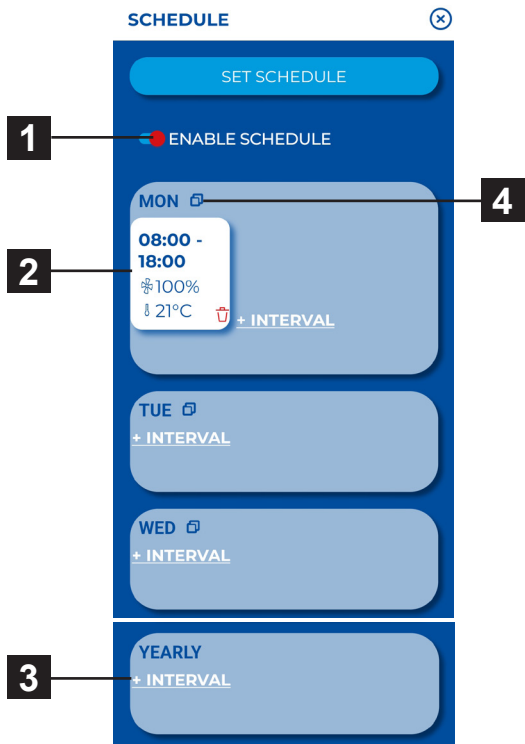 SCHEDULE
SET SCHEDULE
1
ENABLE SCHEDULE
MON
4
08:00 -
18:00
2
100%
21°C
+ INTERVAL
TUE
+ INTERVAL
WED
+ INTERVAL
YEARLY
3
+ INTERVAL